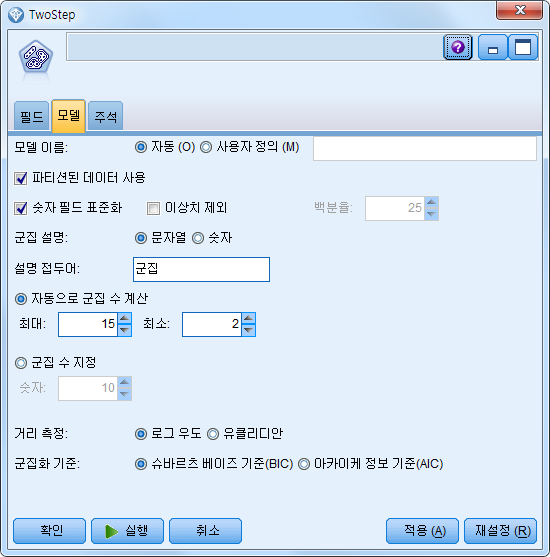 TwoStep
필드 모델 주석
모델 이름: 자동 (O) 사용자 정의 (M)
파티션된 데이터 사용
숫자 필드 표준화 이상치 제외 백분율: 25
군집 설명: 문자열 숫자
설명 접두어: 군집
자동으로 군집 수 계산
최대: 15 최소: 2
군집 수 지정
숫자: 10
거리 측정: 로그 우도 유클리디안
군집화 기준: 슈바르츠 베이즈 기준(BIC) 아카이케 정보 기준(AIC)
확인 실행 취소 적용 (A) 재설정 (R)